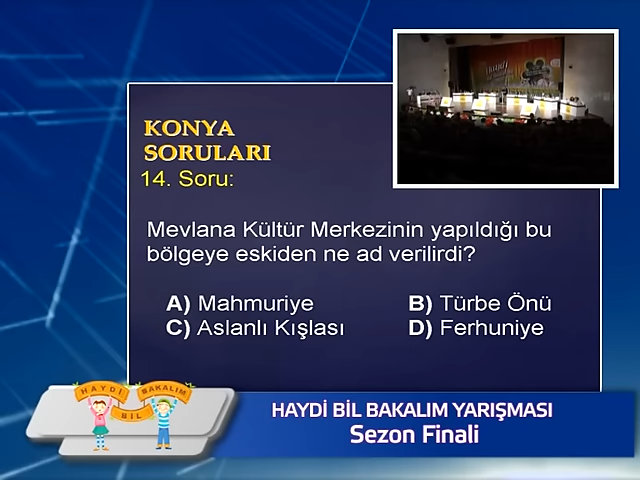 KONYA
SORULARI
14. Soru:
Mevlana Kültür Merkezinin yapıldığı bu
bölgeye eskiden ne ad verilirdi?
A) Mahmuriye
B) Türbe Önü
C) Aslanlı Kışlası
D) Ferhuniye
HAYDİ
BİL
BAKALIM
HAYDİ BİL BAKALIM YARIŞMASI
Sezon Finali